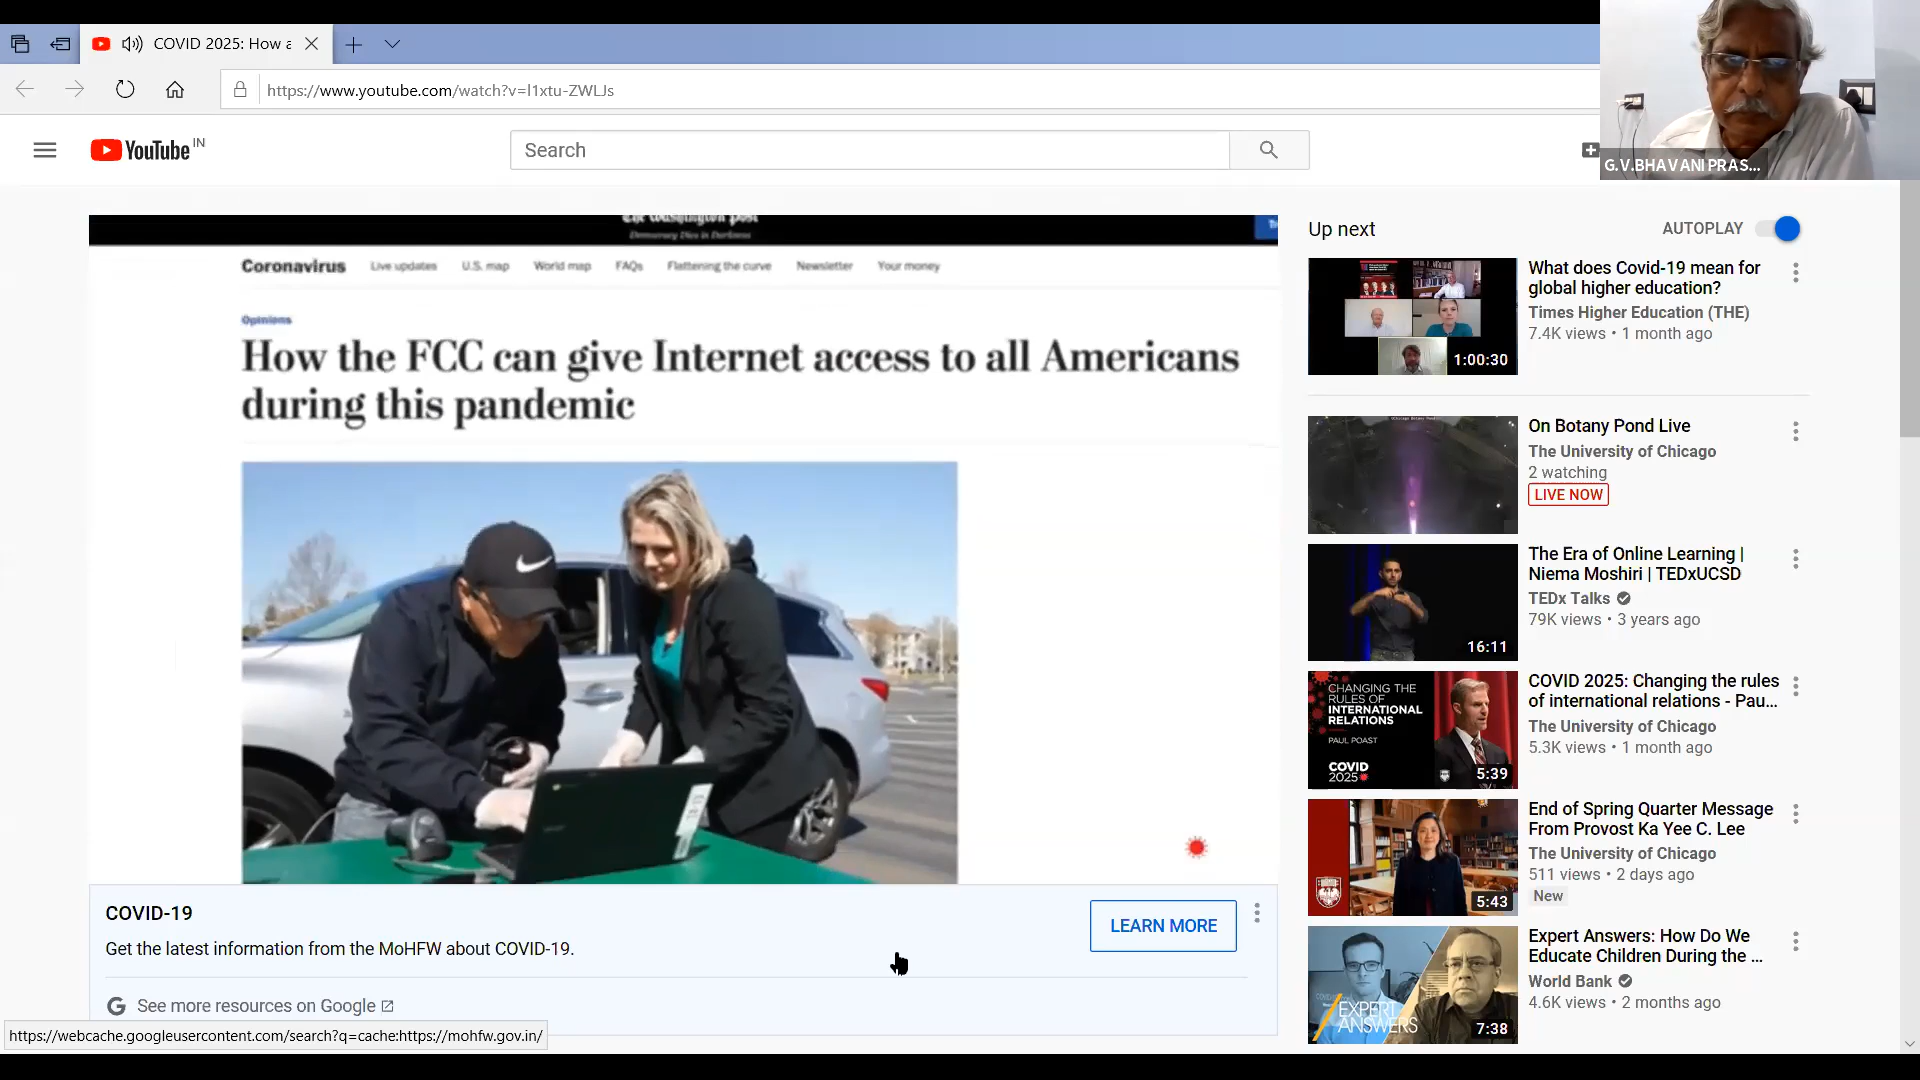 COVID 2025: How a
https://www.youtube.com/watch?v=I1xtu-ZWLJs
YouTube IN
Search
G.V.BHAVANI PRAS...
The Washington Post
Democracy Dies in Darkness
Coronavirus Live updates U.S. map World map FAQs Flattening the curve Newsletter Your money
Opinions
How the FCC can give Internet access to all Americans
during this pandemic
COVID-19
Get the latest information from the MoHFW about COVID-19.
LEARN MORE
See more resources on Google
https://webcache.googleusercontent.com/search?q=cache:https://mohfw.gov.in/
Up next
AUTOPLAY
1:00:30
What does Covid-19 mean for
global higher education?
Times Higher Education (THE)
7.4K views • 1 month ago
On Botany Pond Live
The University of Chicago
2 watching
LIVE NOW
16:11
The Era of Online Learning |
Niema Moshiri | TEDxUCSD
TEDx Talks
79K views • 3 years ago
CHANGING THE
RULES OF
INTERNATIONAL
RELATIONS
PAUL POAST
COVID
2025
5:39
COVID 2025: Changing the rules
of international relations - Pau...
The University of Chicago
5.3K views • 1 month ago
5:43
End of Spring Quarter Message
From Provost Ka Yee C. Lee
The University of Chicago
511 views • 2 days ago
New
EXPERT
ANSWERS
7:38
Expert Answers: How Do We
Educate Children During the ...
World Bank
4.6K views • 2 months ago